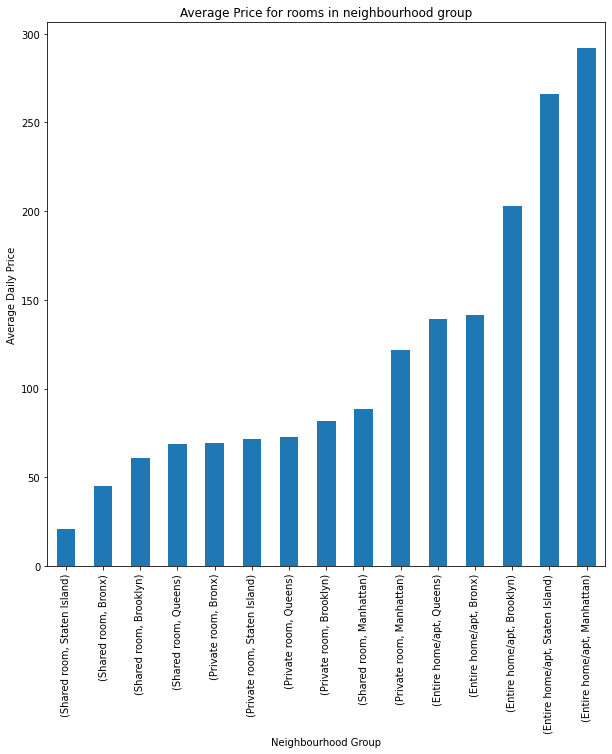 Average Price for rooms in neighbourhood group
300
250
200
150
100
50
0
Average Daily Price
(Shared room, Staten Island)
(Shared room, Bronx)
(Shared room, Brooklyn)
(Shared room, Queens)
(Private room, Bronx)
(Private room, Staten Island)
(Private room, Queens)
(Private room, Brooklyn)
(Shared room, Manhattan)
(Private room, Manhattan)
(Entire home/apt, Queens)
(Entire home/apt, Bronx)
(Entire home/apt, Brooklyn)
(Entire home/apt, Staten Island)
(Entire home/apt, Manhattan)
Neighbourhood Group